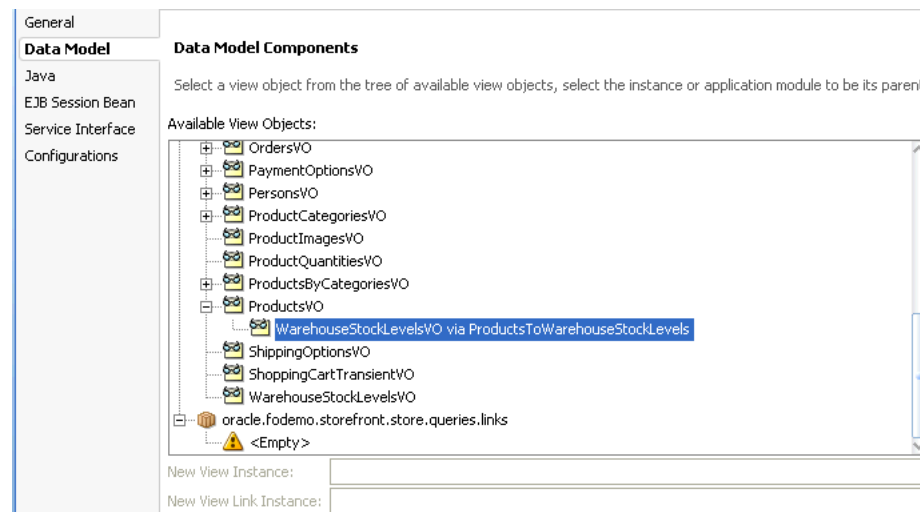 General
Data Model
Java
EJB Session Bean
Service Interface
Configurations
Data Model Components
Select a view object from the tree of available view objects, select the instance or application module to be its parent
Available View Objects:
OrdersVO
PaymentOptionsVO
PersonsVO
ProductCategoriesVO
ProductImagesVO
ProductQuantitiesVO
ProductsByCategoriesVO
ProductsVO
WarehouseStockLevelsVO via ProductsToWarehouseStockLevels
ShippingOptionsVO
ShoppingCartTransientVO
WarehouseStockLevelsVO
oracle.fodemo.storefront.store.queries.links
<Empty>
New View Instance:
New View Link Instance: